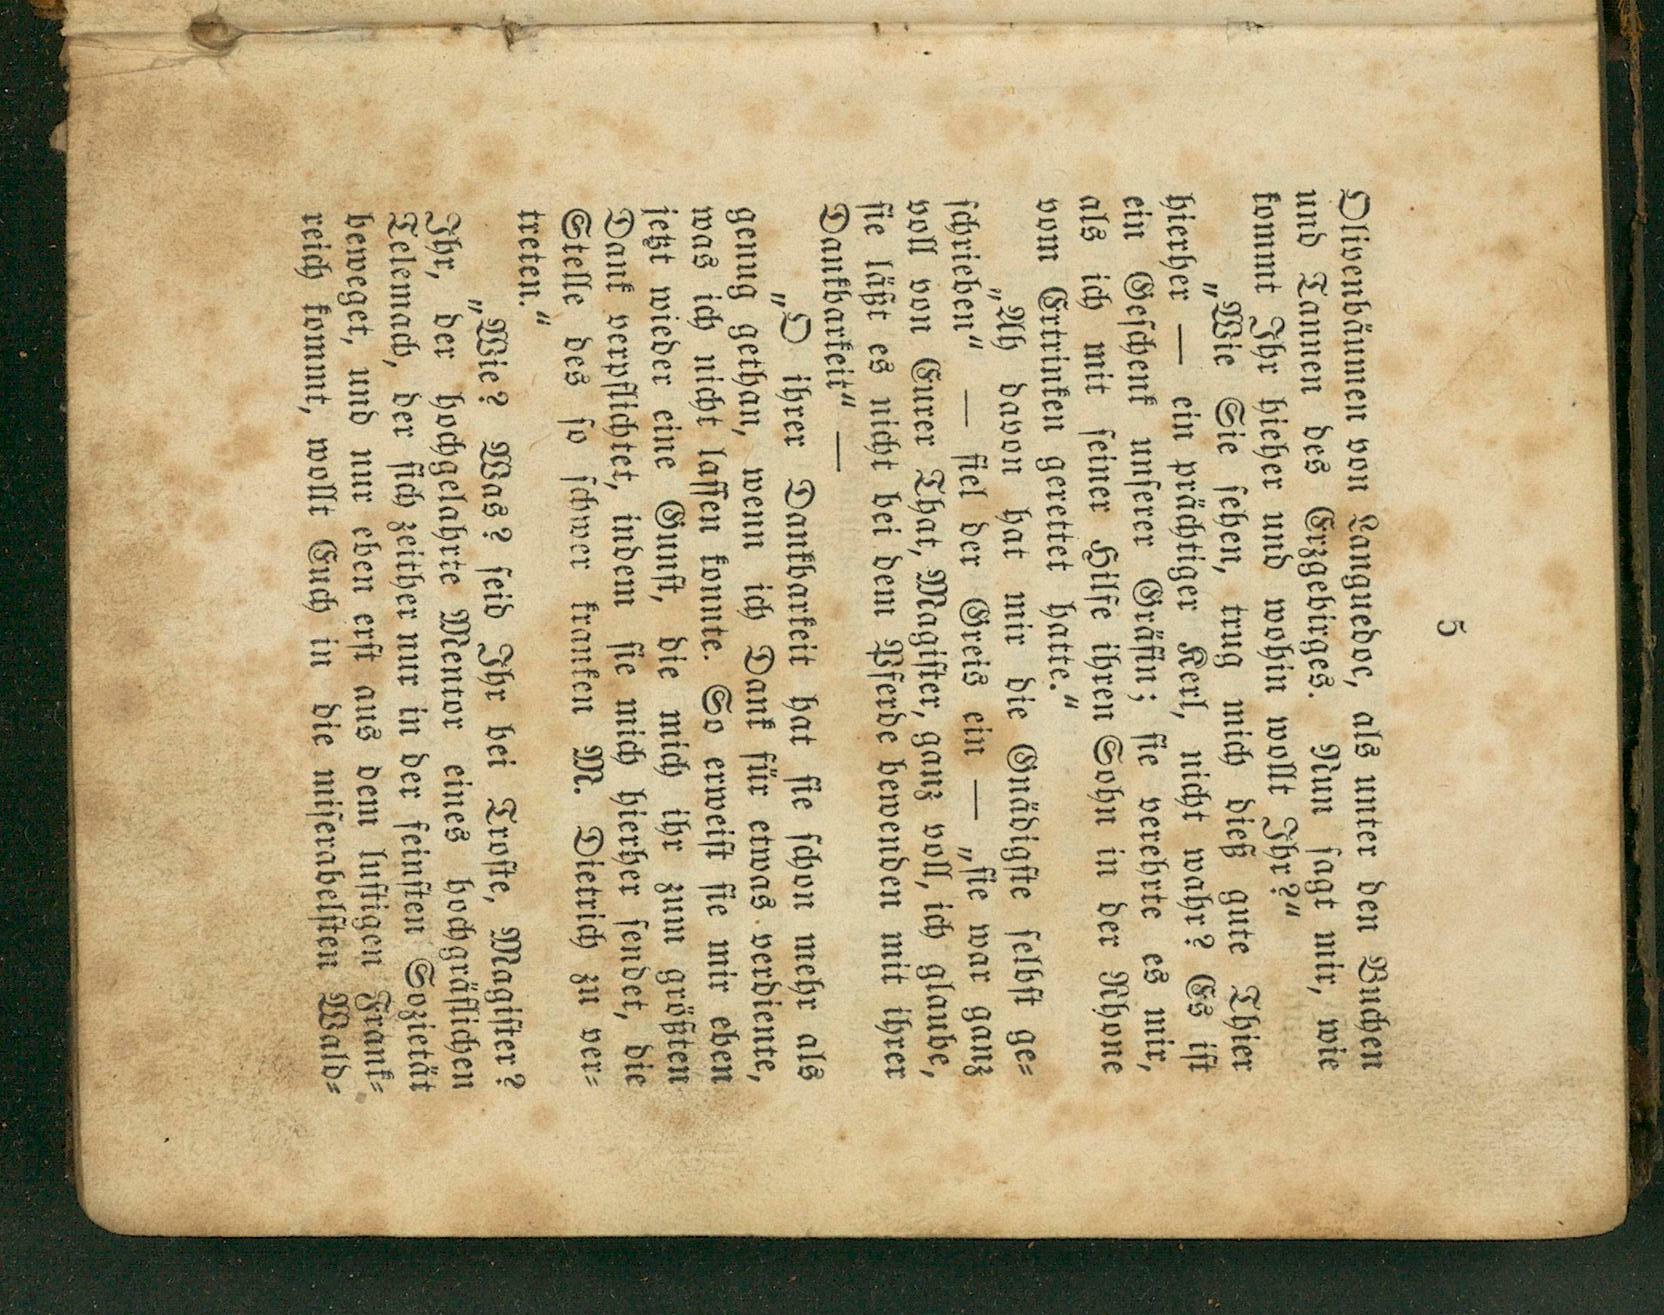 5
Olivenbäumen von Languedoc, als unter den Buchen
und Tannen des Erzgebirges. Nun sagt mir, wie
kommt Ihr hieher und wohin wollt Ihr?“
„Wie Sie sehen, trug mich dieß gute Thier
hierher — ein prächtiger Kerl, nicht wahr? Es ist
ein Geschenk unserer Gräfin; sie verehrte es mir,
als ich mit seiner Hilfe ihren Sohn in der Rhone
vom Ertrinken gerettet hatte.“
„Ah davon hat mir die Gnädigste selbst ge-
schrieben“ — fiel der Greis ein — „sie war ganz
voll von Eurer That, Magister, ganz voll, ich glaube,
sie läßt es nicht bei dem Pferde bewenden mit ihrer
Dankbarkeit“ —
„O ihrer Dankbarkeit hat sie schon mehr als
genug gethan, wenn ich Dank für etwas verdiente,
was ich nicht lassen konnte. So erweist sie mir eben
jetzt wieder eine Gunst, die mich ihr zum größten
Dank verpflichtet, indem sie mich hierher sendet, die
Stelle des so schwer kranken M. Dietrich zu ver-
treten.“
„Wie? Was? seid Ihr bei Troste, Magister?
Ihr, der hochgelahrte Mentor eines hochgräflichen
Telemach, der sich zeither nur in der feinsten Sozietät
beweget, und nur eben erst aus dem lustigen Frank-
reich kommt, wollt Euch in die miserabelsten Wald-